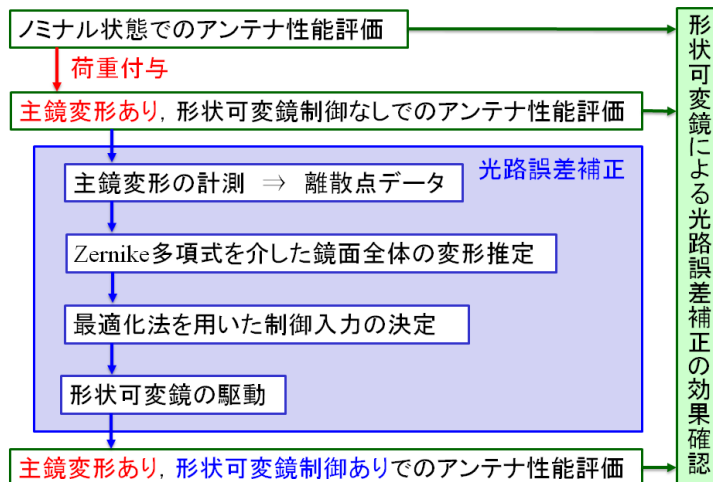 ノミナル状態でのアンテナ性能評価
荷重付与
主鏡変形あり, 形状可変鏡制御なしでのアンテナ性能評価
光路誤差補正
主鏡変形の計測 ⇒ 離散点データ
Zernike多項式を介した鏡面全体の変形推定
最適化法を用いた制御入力の決定
形状可変鏡の駆動
主鏡変形あり, 形状可変鏡制御ありでのアンテナ性能評価
形状可変鏡による光路誤差補正の効果確認